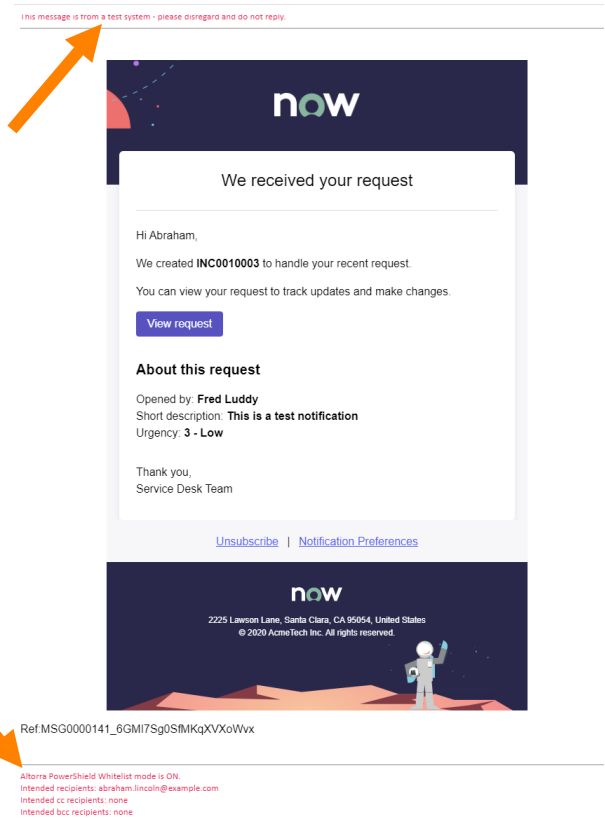 This message is from a test system - please disregard and do not reply.
now
We received your request
Hi Abraham,
We created INC0010003 to handle your recent request.
You can view your request to track updates and make changes.
View request
About this request
Opened by: Fred Luddy
Short description: This is a test notification
Urgency: 3 - Low
Thank you,
Service Desk Team
Unsubscribe | Notification Preferences
now
2225 Lawson Lane, Santa Clara, CA 95054, United States
© 2020 AcmeTech Inc. All rights reserved.
Ref:MSG0000141_6GMI7Sg0SfMKqXVXoWvx
Altorra PowerShield Whitelist mode is ON.
Intended recipients: abraham.lincoln@example.com
Intended cc recipients: none
Intended bcc recipients: none